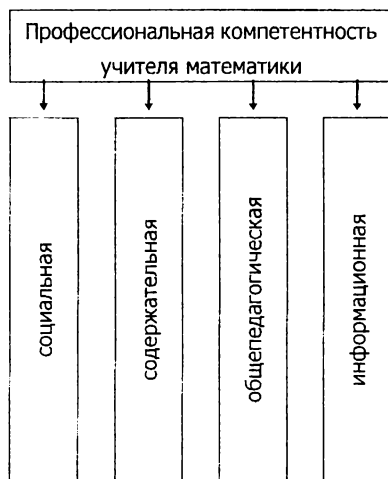 Профессиональная компетентность
учителя математики
социальная
содержательная
общепедагогическая
информационная